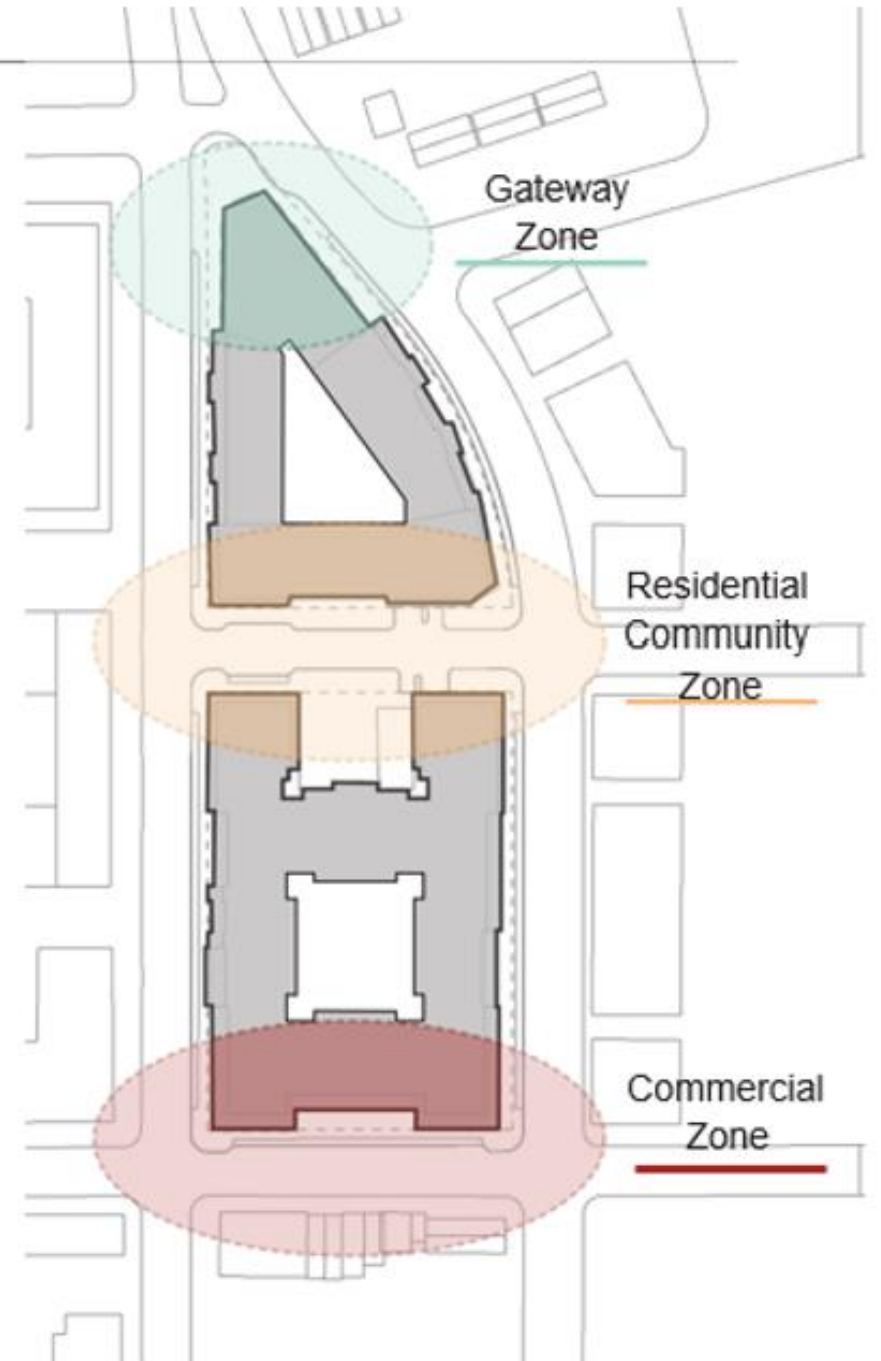 Gateway
Zone
Residential
Community
Zone
Commercial
Zone